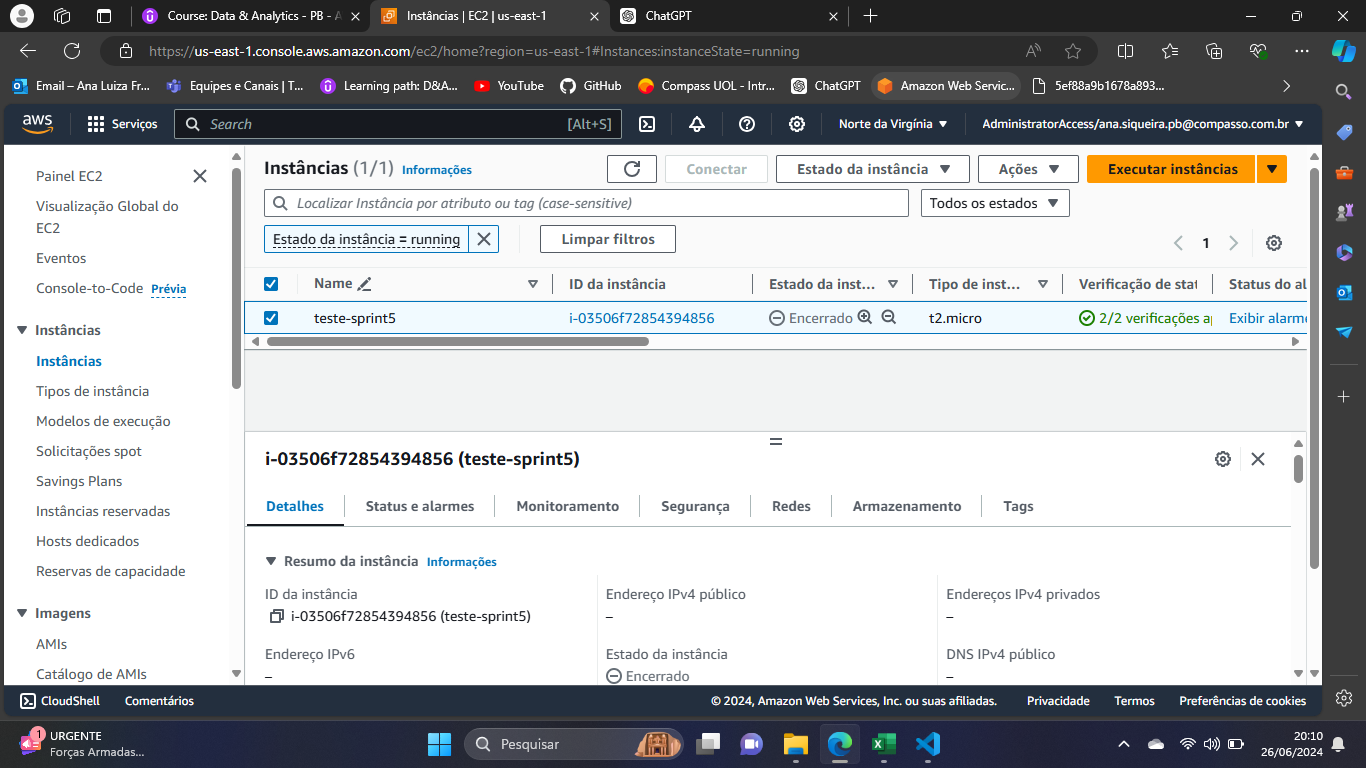 Course: Data & Analytics - PB - A
Instâncias | EC2 | us-east-1
ChatGPT
https://us-east-1.console.aws.amazon.com/ec2/home?region=us-east-1#Instances:instanceState=running
Email – Ana Luiza Fr...
Equipes e Canais | T...
Learning path: D&A...
YouTube
GitHub
Compass UOL - Intr...
ChatGPT
Amazon Web Servic...
5ef88a9b1678a893...
aws
Serviços
Search
[Alt+S]
Norte da Virgínia
AdministratorAccess/ana.siqueira.pb@compasso.com.br
Painel EC2
Visualização Global do
EC2
Eventos
Console-to-Code Prévia
Instâncias
Instâncias
Tipos de instância
Modelos de execução
Solicitações spot
Savings Plans
Instâncias reservadas
Hosts dedicados
Reservas de capacidade
Imagens
AMIs
Catálogo de AMIs
Instâncias (1/1) Informações
Conectar
Estado da instância
Ações
Executar instâncias
Localizar Instância por atributo ou tag (case-sensitive)
Todos os estados
Estado da instância = running
Limpar filtros
1
Name
ID da instância
Estado da inst...
Tipo de inst...
Verificação de stat
Status do al
teste-sprint5
i-03506f72854394856
Encerrado
t2.micro
2/2 verificações a
Exibir alarme
i-03506f72854394856 (teste-sprint5)
Detalhes
Status e alarmes
Monitoramento
Segurança
Redes
Armazenamento
Tags
Resumo da instância Informações
ID da instância
i-03506f72854394856 (teste-sprint5)
Endereço IPv4 público
–
Endereços IPv4 privados
–
Endereço IPv6
–
Estado da instância
Encerrado
DNS IPv4 público
–
CloudShell
Comentários
© 2024, Amazon Web Services, Inc. ou suas afiliadas.
Privacidade
Termos
Preferências de cookies
1
URGENTE
Forças Armadas...
Pesquisar
20:10
26/06/2024